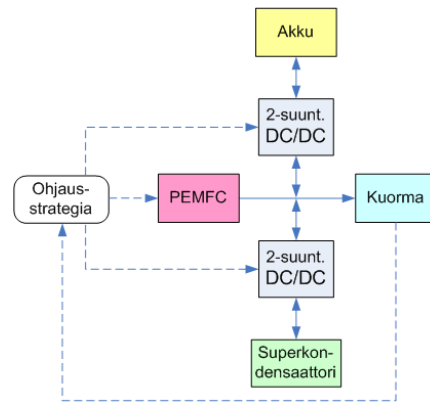 Akku
2-suunt.
DC/DC
Ohjaus-
strategia
PEMFC
Kuorma
2-suunt.
DC/DC
Superkon-
densaattori